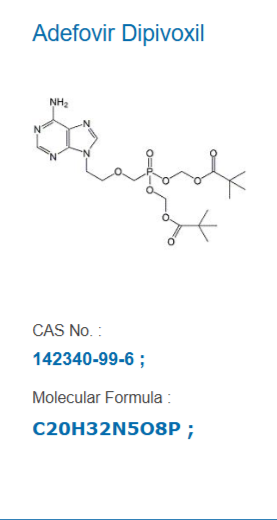 Adefovir Dipivoxil
NH₂
N
N
N
N
O
O
P
O
O
O
O
O
O
CAS No. :
142340-99-6 ;
Molecular Formula :
C20H32N5O8P ;